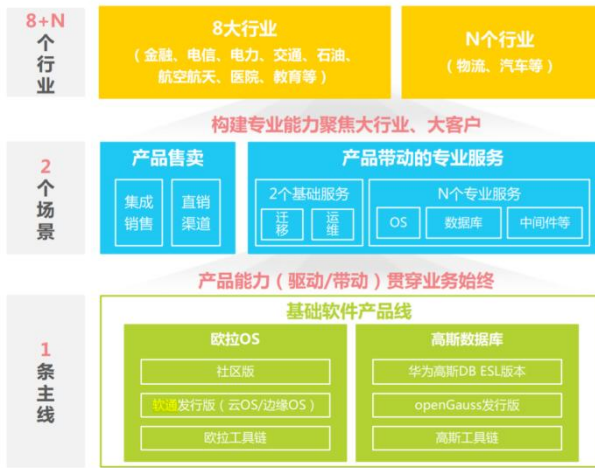 8+N
个
行
业
8大行业
（金融、电信、电力、交通、石油、
航空航天、医院、教育等）
N个行业
（物流、汽车等）
构建专业能力聚焦大行业、大客户
2
个
场
景
产品售卖
集成
销售
直销
渠道
产品带动的专业服务
2个基础服务
迁
移
运
维
N个专业服务
OS
数据库
中间件等
产品能力（驱动/带动）贯穿业务始终
1
条
主
线
基础软件产品线
欧拉OS
社区版
软通发行版（云OS/边缘OS）
欧拉工具链
高斯数据库
华为高斯DB ESL版本
openGauss发行版
高斯工具链